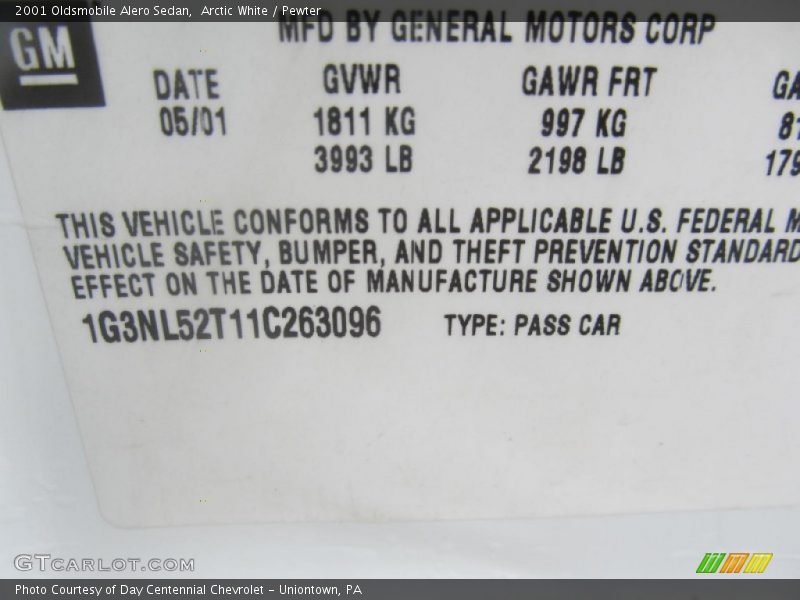 2001 Oldsmobile Alero Sedan, Arctic White / Pewter
MFD BY GENERAL MOTORS CORP
GM
DATE GVWR GAWR FRT
05/01 1811 KG 997 KG
3993 LB 2198 LB
THIS VEHICLE CONFORMS TO ALL APPLICABLE U.S. FEDERAL
VEHICLE SAFETY, BUMPER, AND THEFT PREVENTION STANDARD
EFFECT ON THE DATE OF MANUFACTURE SHOWN ABOVE.
1G3NL52T11C263096 TYPE: PASS CAR
GTCARLOT.COM
Photo Courtesy of Day Centennial Chevrolet - Uniontown, PA